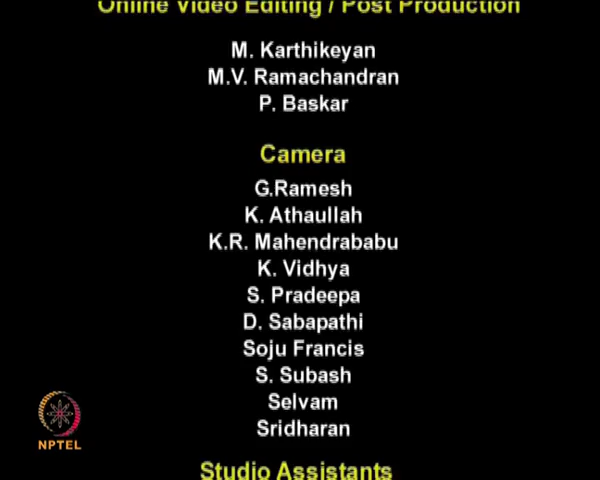 Online Video Editing / Post Production
M. Karthikeyan
M.V. Ramachandran
P. Baskar
Camera
G.Ramesh
K. Athaullah
K.R. Mahendrababu
K. Vidhya
S. Pradeepa
D. Sabapathi
Soju Francis
S. Subash
Selvam
Sridharan
NPTEL
Studio Assistants